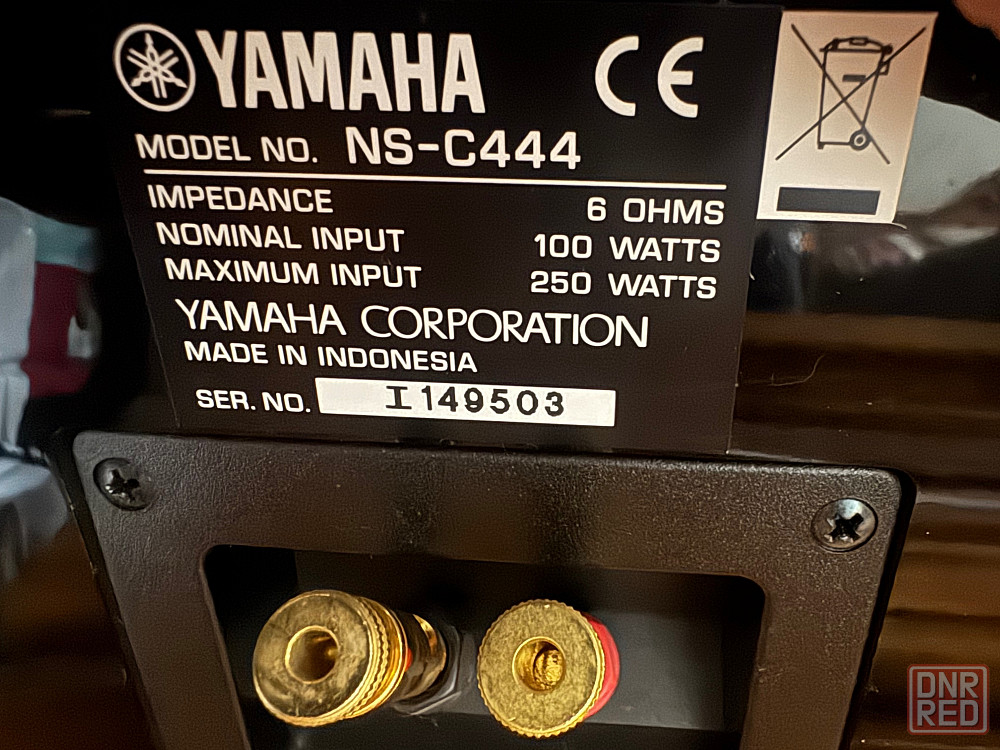 YAMAHA CE
MODEL NO. NS-C444
IMPEDANCE 6 OHMS
NOMINAL INPUT 100 WATTS
MAXIMUM INPUT 250 WATTS
YAMAHA CORPORATION
MADE IN INDONESIA
SER. NO. I149503
DNR
RED